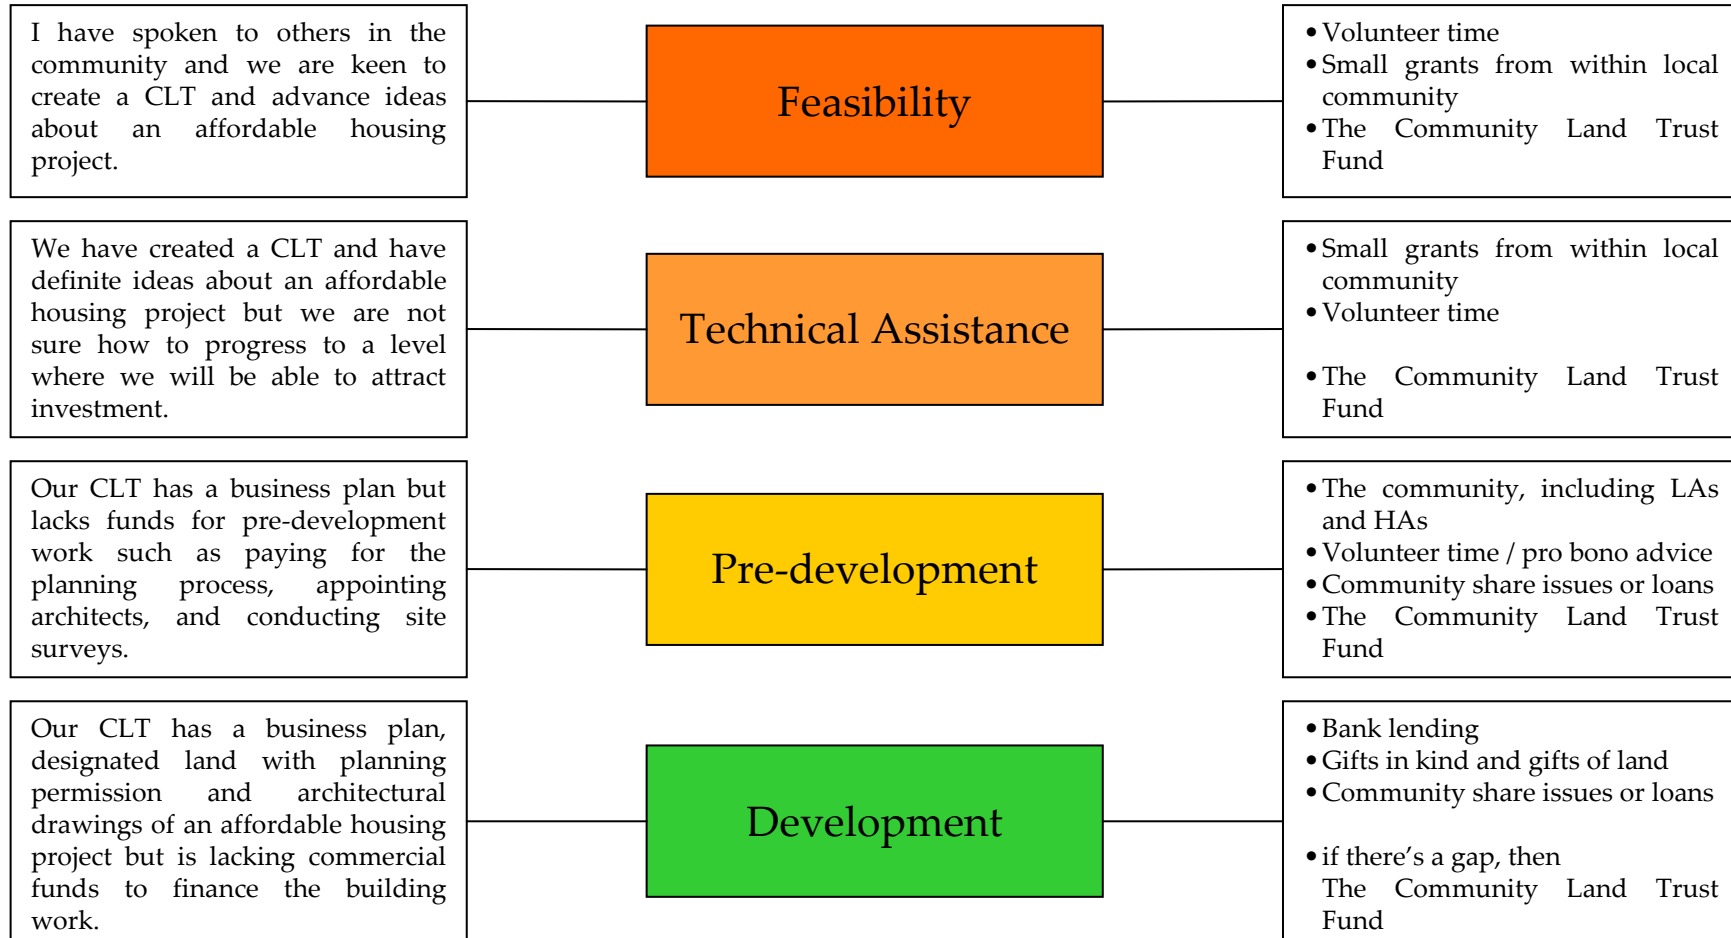 I have spoken to others in the
community and we are keen to
create a CLT and advance ideas
about an affordable housing
project.
Feasibility
•Volunteer time
•Small grants from within local
community
•The Community Land Trust
Fund
We have created a CLT and have
definite ideas about an affordable
housing project but we are not
sure how to progress to a level
where we will be able to attract
investment.
Technical Assistance
•Small grants from within local
community
•Volunteer time
•The Community Land Trust
Fund
Our CLT has a business plan but
lacks funds for pre-development
work such as paying for the
planning process, appointing
architects, and conducting site
surveys.
Pre-development
•The community, including LAs
and HAs
•Volunteer time / pro bono advice
•Community share issues or loans
•The Community Land Trust
Fund
Our CLT has a business plan,
designated land with planning
permission and architectural
drawings of an affordable housing
project but is lacking commercial
funds to finance the building
work.
Development
•Bank lending
•Gifts in kind and gifts of land
•Community share issues or loans
•if there's a gap, then
The Community Land Trust
Fund